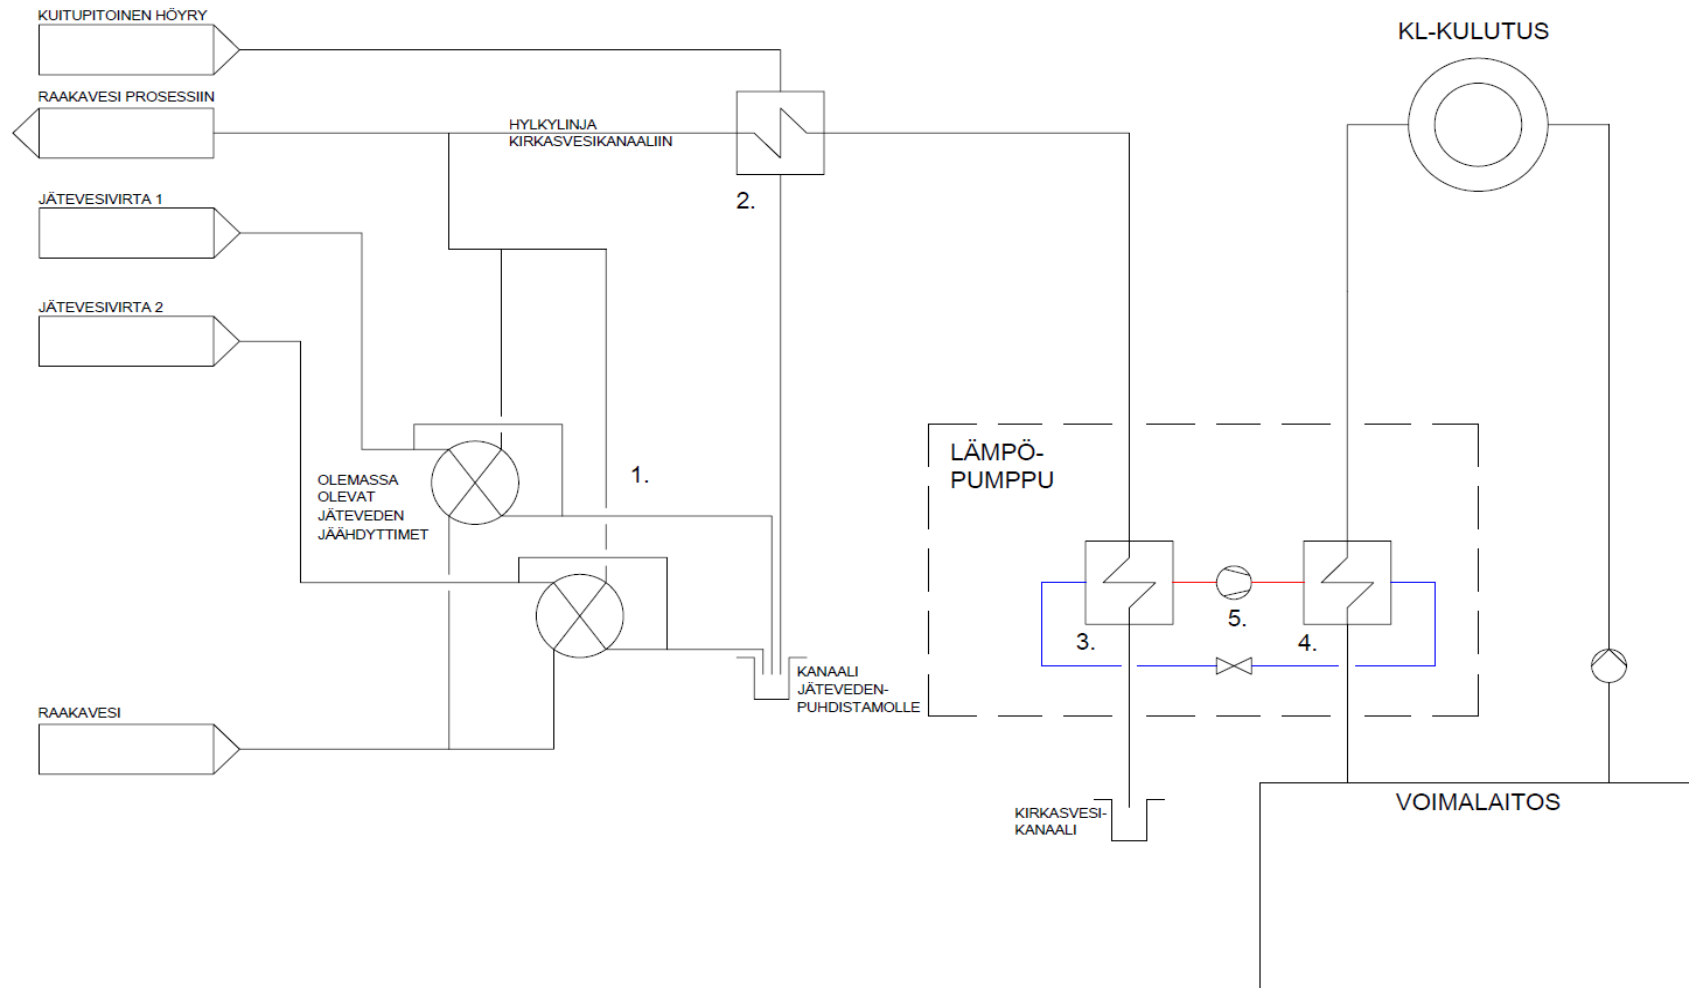 KUITUPITOINEN HÖYRY
KL-KULUTUS
RAAKAVESI PROSESSIIN
HYLKYLINJA
KIRKASVESIKANAALIIN
JÄTEVESIVIRTA 1
2.
JÄTEVESIVIRTA 2
LÄMPÖ-
PUMPPU
1.
OLEMASSA
OLEVAT
JÄTEVEDEN
JÄÄHDYTTIMET
5.
3.
4.
KANAALI
JÄTEVEDEN-
PUHDISTAMOLLE
RAAKAVESI
KIRKASVESI-
KANAALI
VOIMALAITOS